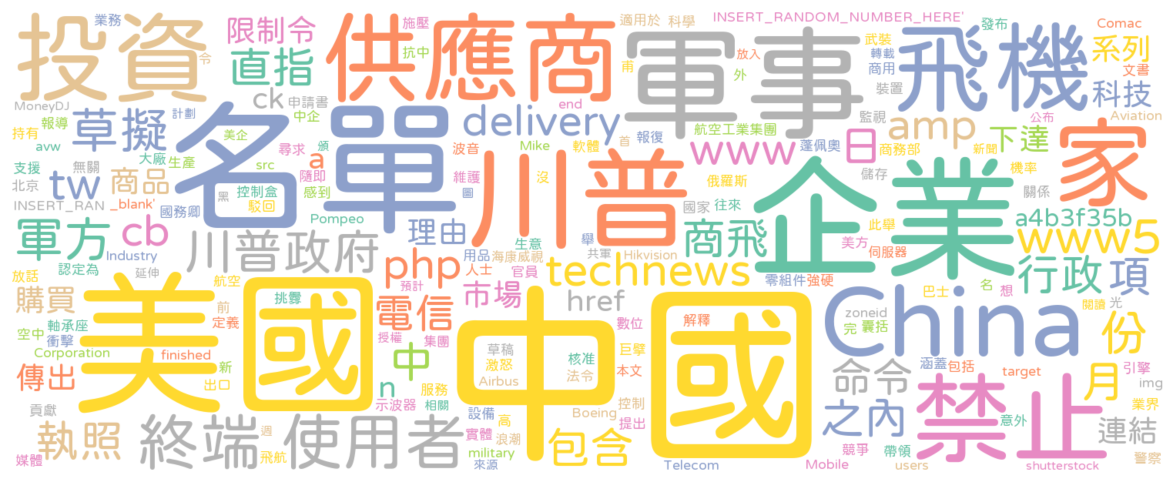 投資
業務
令
限制令
直指
施壓
抗中
供應商
適用於
科學
INSERT_RANDOM_NUMBER_HERE'
軍事
甫
外
放入
武裝
轉載
商用
裝置
發布
飛機
Comac
系列
文書
科技
MoneyDJ
計劃
持有
報導
avw
草擬
ck
申請書
中企
名單
美企
頒
src
尋求
a
隨即
感到
控制盒
駁回
黑
end
delivery
波音
Mike
軟體
報復
首
航空工業集團
蓬佩奧
監視
amp
商務部
新聞
下達
機率
公布
Aviation
家
支援
北京
無關
大廠
生產
tw
商品
INSERT_RAN
_blank'
國務卿
Pompeo
川普
維護
圖
www
日
俄羅斯
儲存
企業
關係
a4b3f35b
軍方
cb
Industry
認定為
延伸
川普政府
理由
用品
生意
海康威視
舉
共軍
國家
往來
Hikvision
商飛
此舉
美方
伺服器
www5
行政
項
放話
購買
航空
美國
挑釁
php
人士
官員
預計
technews
市場
href
零組件
強硬
China
巴士
名
想
閱讀
光
份
空中
軸承座
衝擊
Corporation
前
定義
finished
新
出口
電信
授權
集團
中
n
服務
示波器
相關
中國
草稿
激怒
Airbus
核准
法令
數位
巨擘
本文
解釋
zoneid
完
囊括
涵蓋
包括
target
引擎
img
業界
月
傳出
貢獻
執照
媒體
終端
週
飛航
使用者
設備
實體
高
浪潮
military
來源
Boeing
控制
提出
包含
Telecom
命令
之內
競爭
帶領
Mobile
users
禁止
意外
shutterstock
連結
警察